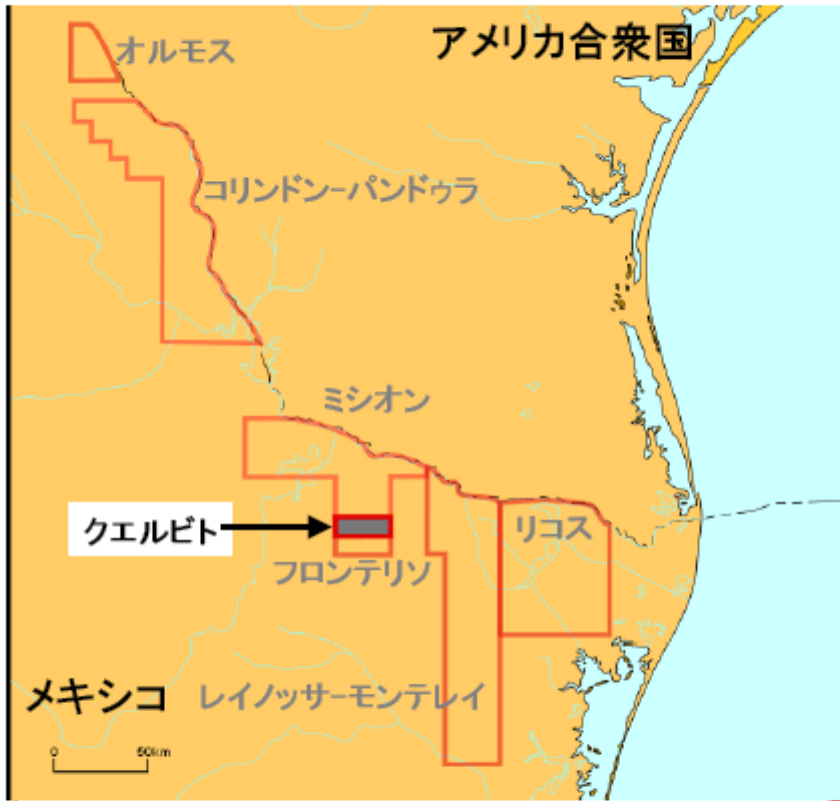 オルモス
アメリカ合衆国
コリンドンーパンドゥラ
ミシオン
クエルビト
リコス
フロンテリソ
メキシコ
レイノッサーモンテレイ
0 50km